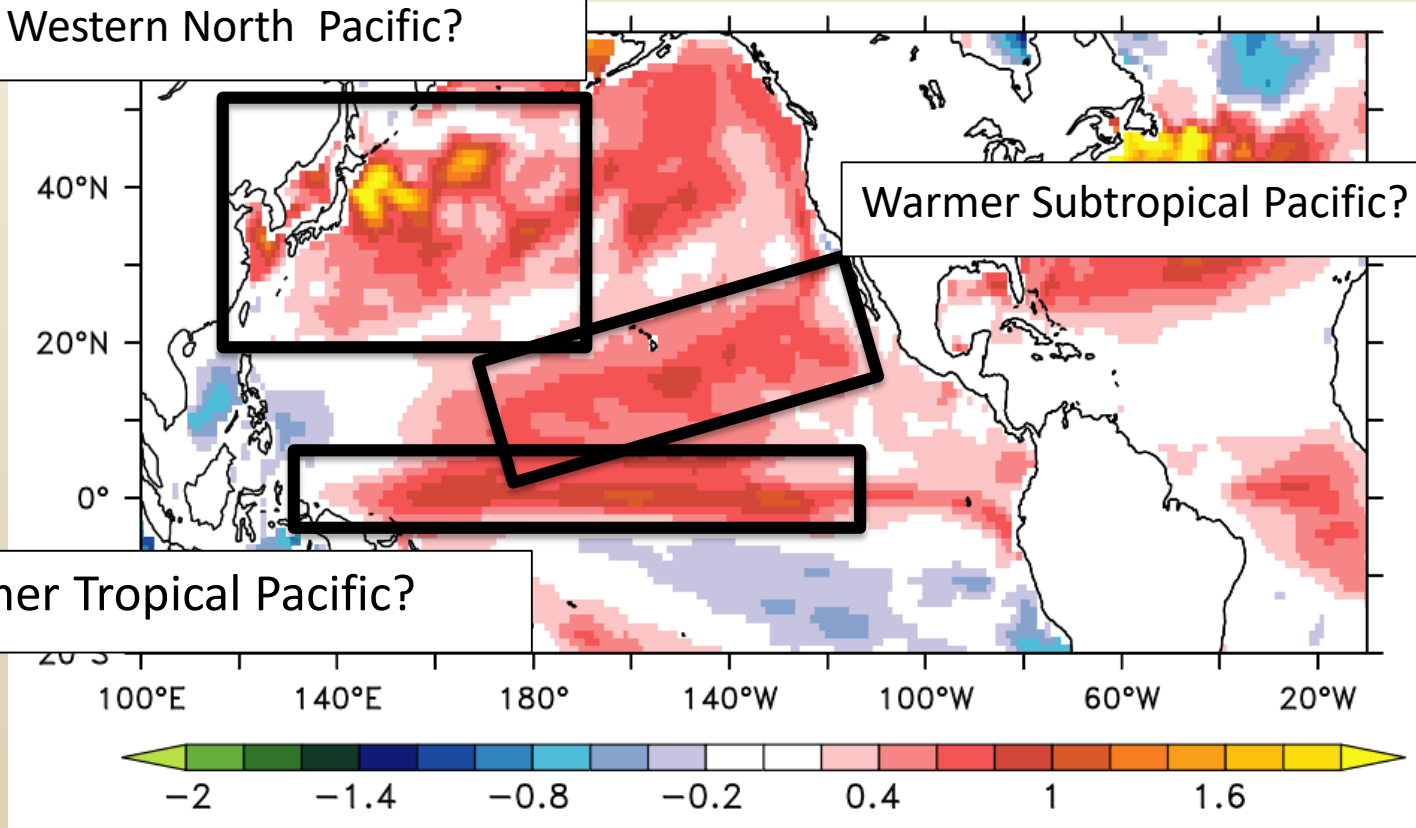 Western North Pacific?
40°N
Warmer Subtropical Pacific?
20°N
0°
Tropical Pacific?
100°E 140°E 180° 140°W 100°W 60°W 20°W
−2 −1.4 −0.8 −0.2 0.4 1 1.6